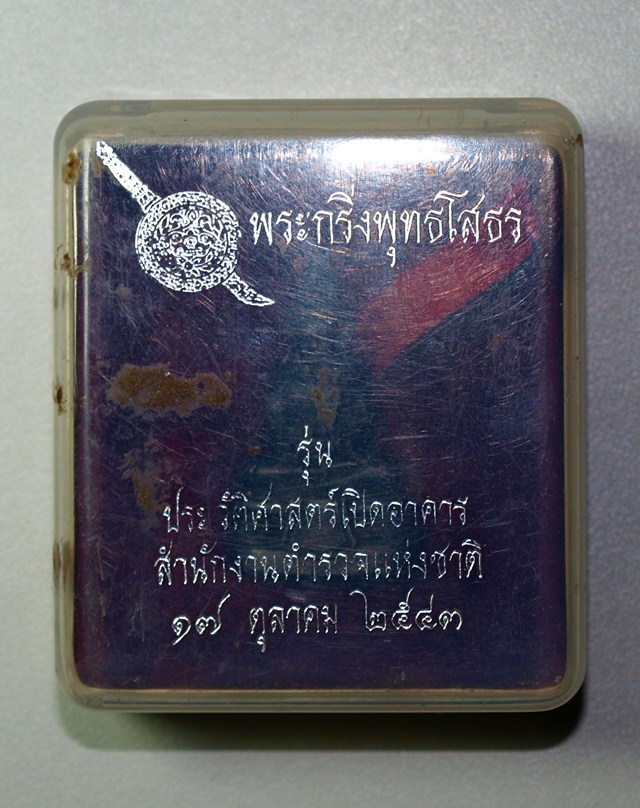 พระกริ่งพุทธโสธร
รุ่น
ประวัติศาสตร์เปิดอาคาร
สำนักงานตำรวจแห่งชาติ
๑๗ ตุลาคม ๒๕๔๓